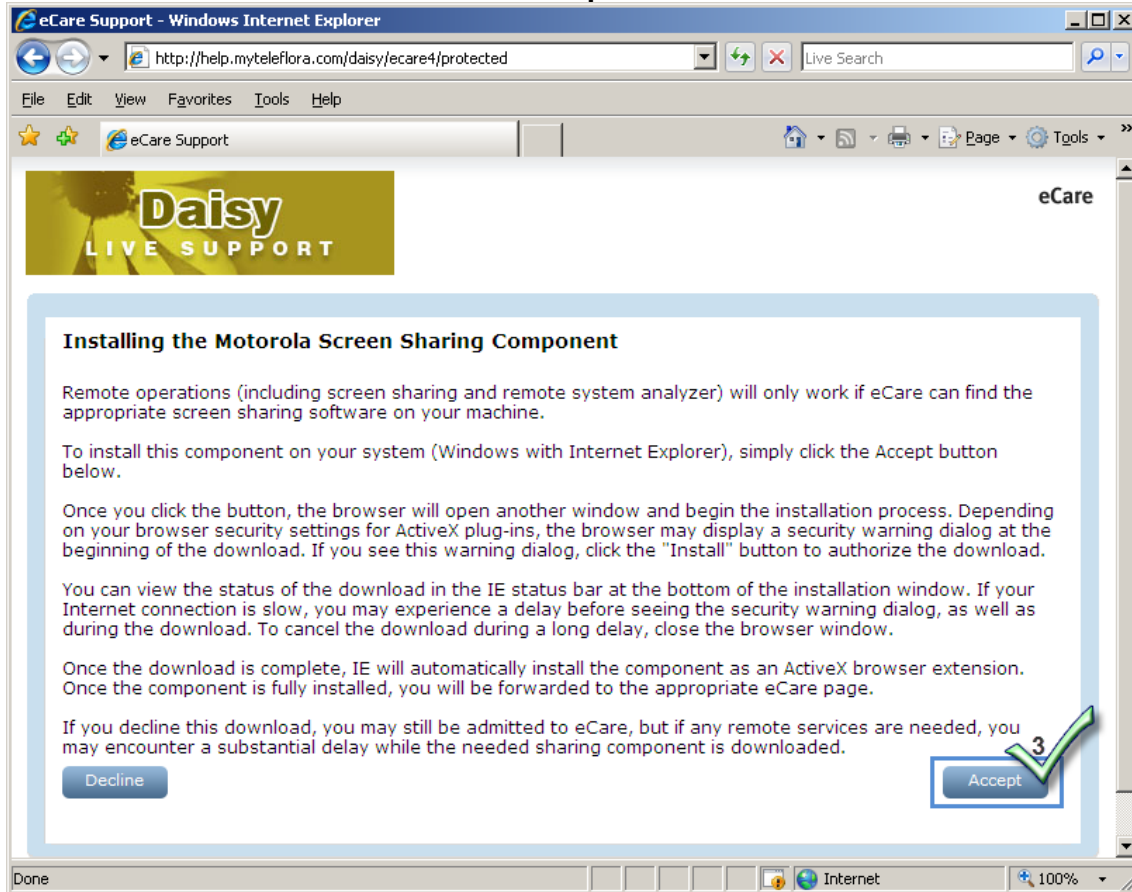 eCare Support - Windows Internet Explorer
http://help.myteleflora.com/daisy/ecare4/protected
Live Search
File Edit View Favorites Tools Help
eCare Support
Page Tools »
Daisy
LIVE SUPPORT
eCare
Installing the Motorola Screen Sharing Component
Remote operations (including screen sharing and remote system analyzer) will only work if eCare can find the
appropriate screen sharing software on your machine.
To install this component on your system (Windows with Internet Explorer), simply click the Accept button
below.
Once you click the button, the browser will open another window and begin the installation process. Depending
on your browser security settings for ActiveX plug-ins, the browser may display a security warning dialog at the
beginning of the download. If you see this warning dialog, click the "Install" button to authorize the download.
You can view the status of the download in the IE status bar at the bottom of the installation window. If your
Internet connection is slow, you may experience a delay before seeing the security warning dialog, as well as
during the download. To cancel the download during a long delay, close the browser window.
Once the download is complete, IE will automatically install the component as an ActiveX browser extension.
Once the component is fully installed, you will be forwarded to the appropriate eCare page.
If you decline this download, you may still be admitted to eCare, but if any remote services are needed, you
may encounter a substantial delay while the needed sharing component is downloaded.
3
Decline
Accept
Done
Internet
100%